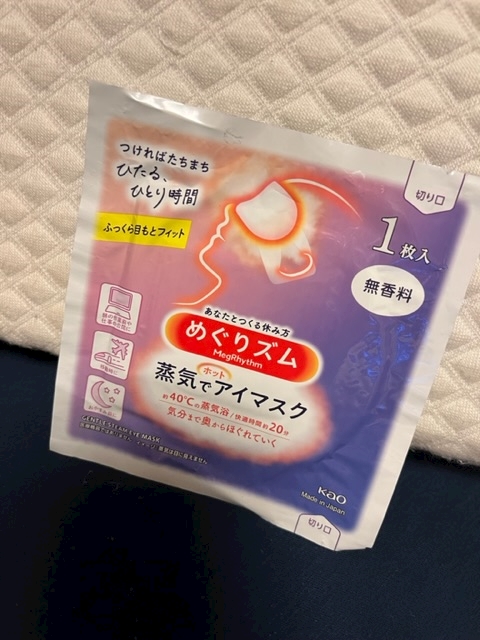 つければたちまち
ひたる、
ひとり時間
ふっくら目もとフィット
切り口
1枚入
無香料
あなたとつくる休み方
めぐりズム
MegRhythm
蒸気でホットアイマスク
約40℃の蒸気浴/快適時間約20分
気分まで奥からほぐれていく
GENTLE STEAM EYE MASK
Kao
Made in Japan
切り口